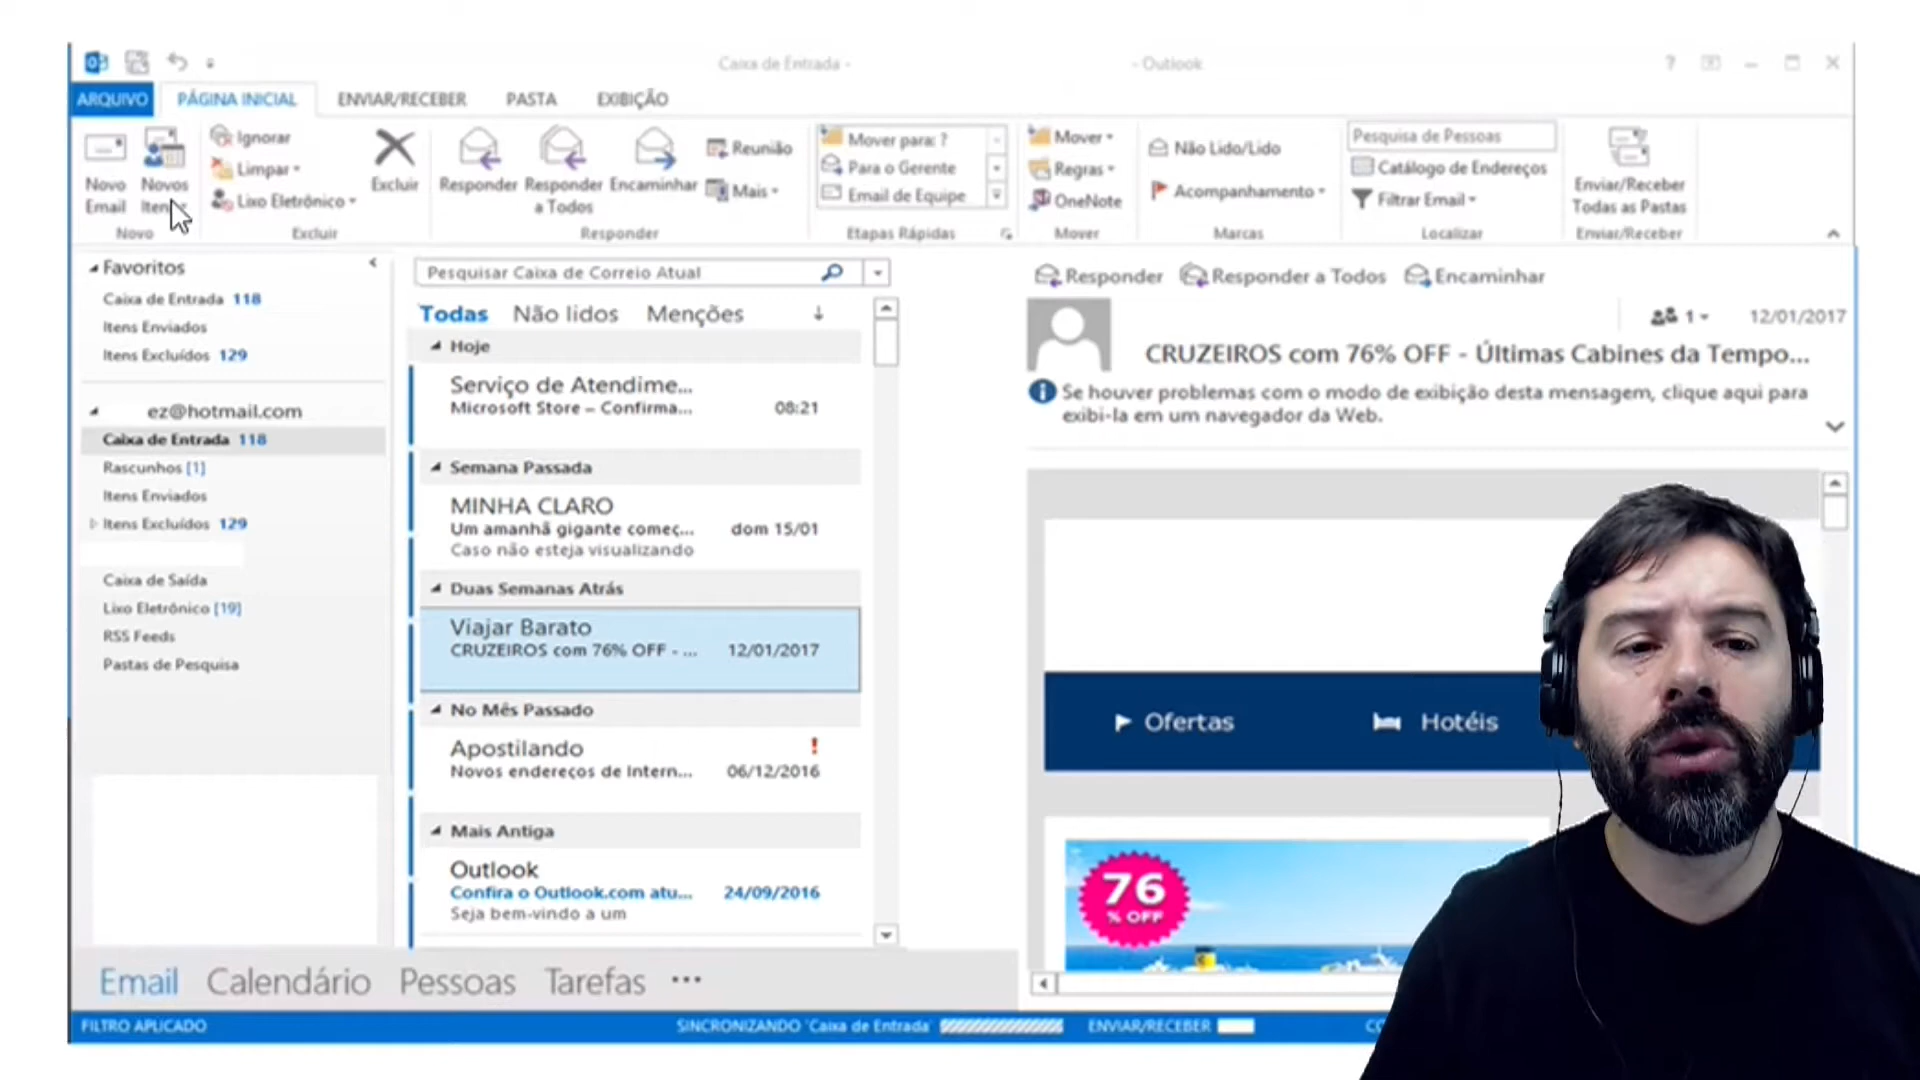 Caixa de Entrada - - Outlook
ARQUIVO PÁGINA INICIAL ENVIAR/RECEBER PASTA EXIBIÇÃO
Novo Email
Novos Itens
Novo
Ignorar
Limpar
Lixo Eletrônico
Excluir
Excluir
Responder
Responder a Todos
Encaminhar
Reunião
Mais
Responder
Mover para: ?
Para o Gerente
Email de Equipe
Etapas Rápidas
Mover
Regras
OneNote
Mover
Não Lido/Lido
Acompanhamento
Marcas
Pesquisa de Pessoas
Catálogo de Endereços
Filtrar Email
Localizar
Enviar/Receber
Todas as Pastas
Enviar/Receber
Favoritos
Caixa de Entrada 118
Itens Enviados
Itens Excluídos 129
ez@hotmail.com
Caixa de Entrada 118
Rascunhos [1]
Itens Enviados
Itens Excluídos 129
Caixa de Saída
Lixo Eletrônico [19]
RSS Feeds
Pastas de Pesquisa
Pesquisar Caixa de Correio Atual
Todas Não lidos Menções
Hoje
Serviço de Atendime...
Microsoft Store – Confirma... 08:21
Semana Passada
MINHA CLARO
Um amanhã gigante começ... dom 15/01
Caso não esteja visualizando
Duas Semanas Atrás
Viajar Barato
CRUZEIROS com 76% OFF - ... 12/01/2017
No Mês Passado
Apostilando !
Novos endereços de Intern... 06/12/2016
Mais Antiga
Outlook
Confira o Outlook.com atu... 24/09/2016
Seja bem-vindo a um
Responder Responder a Todos Encaminhar
1 12/01/2017
CRUZEIROS com 76% OFF - Últimas Cabines da Tempo...
Se houver problemas com o modo de exibição desta mensagem, clique aqui para
exibi-la em um navegador da Web.
Ofertas Hotéis
76
% OFF
Email Calendário Pessoas Tarefas ...
FILTRO APLICADO SINCRONIZANDO 'Caixa de Entrada' ENVIAR/RECEBER